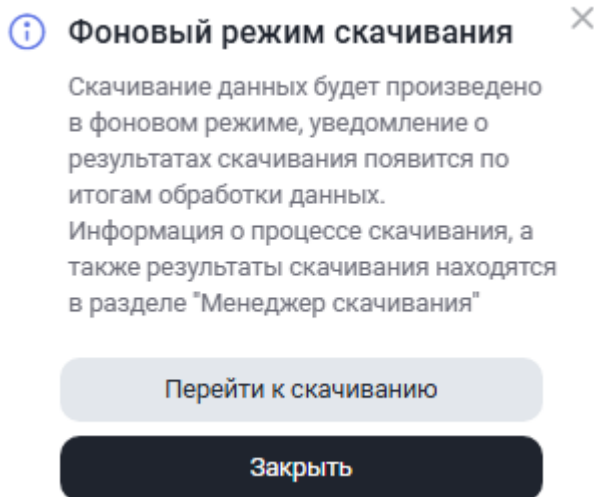 Фоновый режим скачивания
Скачивание данных будет произведено
в фоновом режиме, уведомление о
результатах скачивания появится по
итогам обработки данных.
Информация о процессе скачивания, а
также результаты скачивания находятся
в разделе "Менеджер скачивания"
Перейти к скачиванию
Закрыть